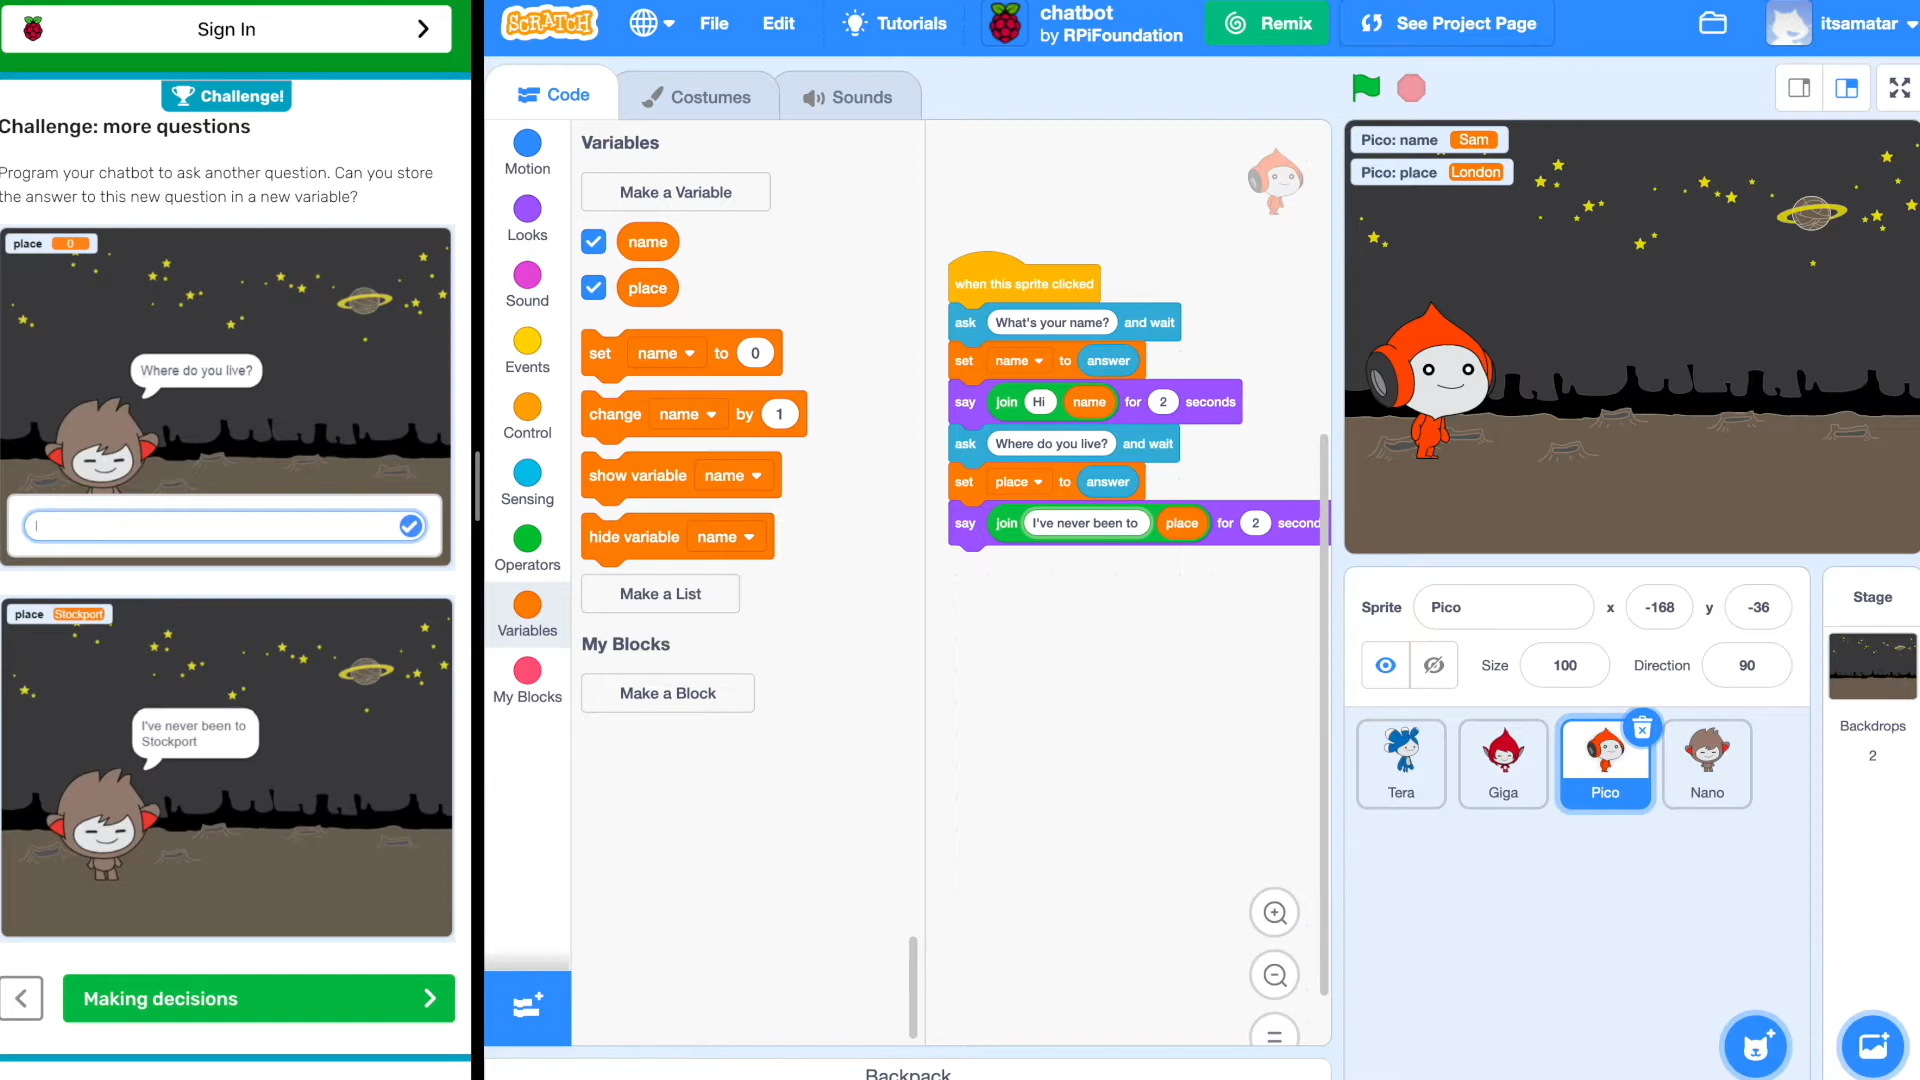 Sign In
Challenge!
Challenge: more questions
Program your chatbot to ask another question. Can you store
the answer to this new question in a new variable?
place 0
Where do you live?
place Stockport
I've never been to
Stockport
Making decisions
SCRATCH
File
Edit
Tutorials
chatbot
by RPiFoundation
Remix
See Project Page
itsamatar
Code
Costumes
Sounds
Motion
Looks
Sound
Events
Control
Sensing
Operators
Variables
My Blocks
Variables
Make a Variable
name
place
set name to 0
change name by 1
show variable name
hide variable name
Make a List
My Blocks
Make a Block
when this sprite clicked
ask What's your name? and wait
set name to answer
say join Hi name for 2 seconds
ask Where do you live? and wait
set place to answer
say join I've never been to place for 2 second
Backpack
Pico: name Sam
Pico: place London
Sprite Pico x -168 y -36
Size 100 Direction 90
Tera
Giga
Pico
Nano
Stage
Backdrops
2